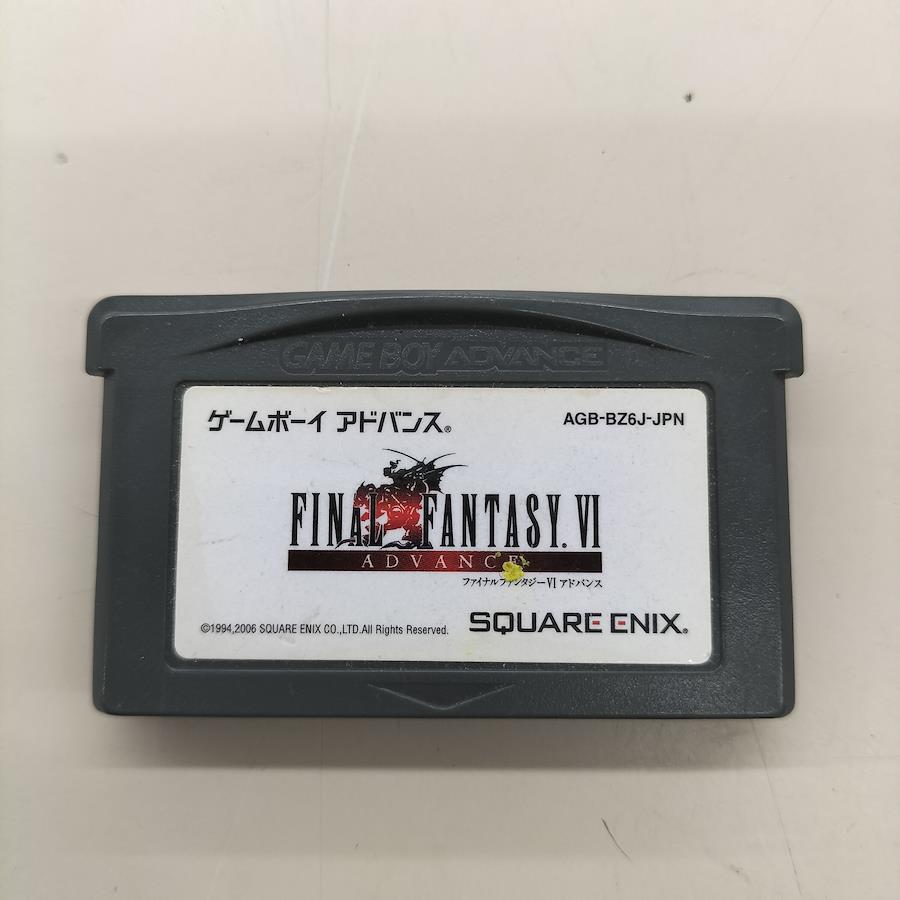 GAME BOY ADVANCE
ゲームボーイ アドバンス®
AGB-BZ6J-JPN
FINAL FANTASY. VI
ADVANCE
ファイナルファンタジーVI アドバンス
©1994,2006 SQUARE ENIX CO.,LTD.All Rights Reserved.
SQUARE ENIX®